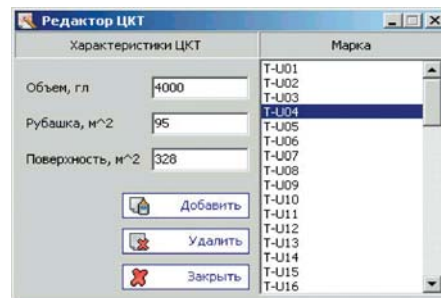 Редактор ЦКТ
Характеристики ЦКТ
Марка
Объем, гл
4000
Рубашка, м^2
95
Поверхность, м^2
328
Добавить
Удалить
Закрыть
T-U01
T-U02
T-U03
T-U04
T-U05
T-U06
T-U07
T-U08
T-U09
T-U10
T-U11
T-U12
T-U13
T-U14
T-U15
T-U16